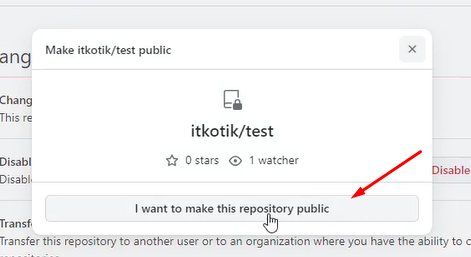 Make itkotik/test public
ang
Chang
This re
itkotik/test
0 stars 1 watcher
Disabl
Disable
Disable
I want to make this repository public
Transfe
Transfer this repository to another user or to an organization where you have the ability to c